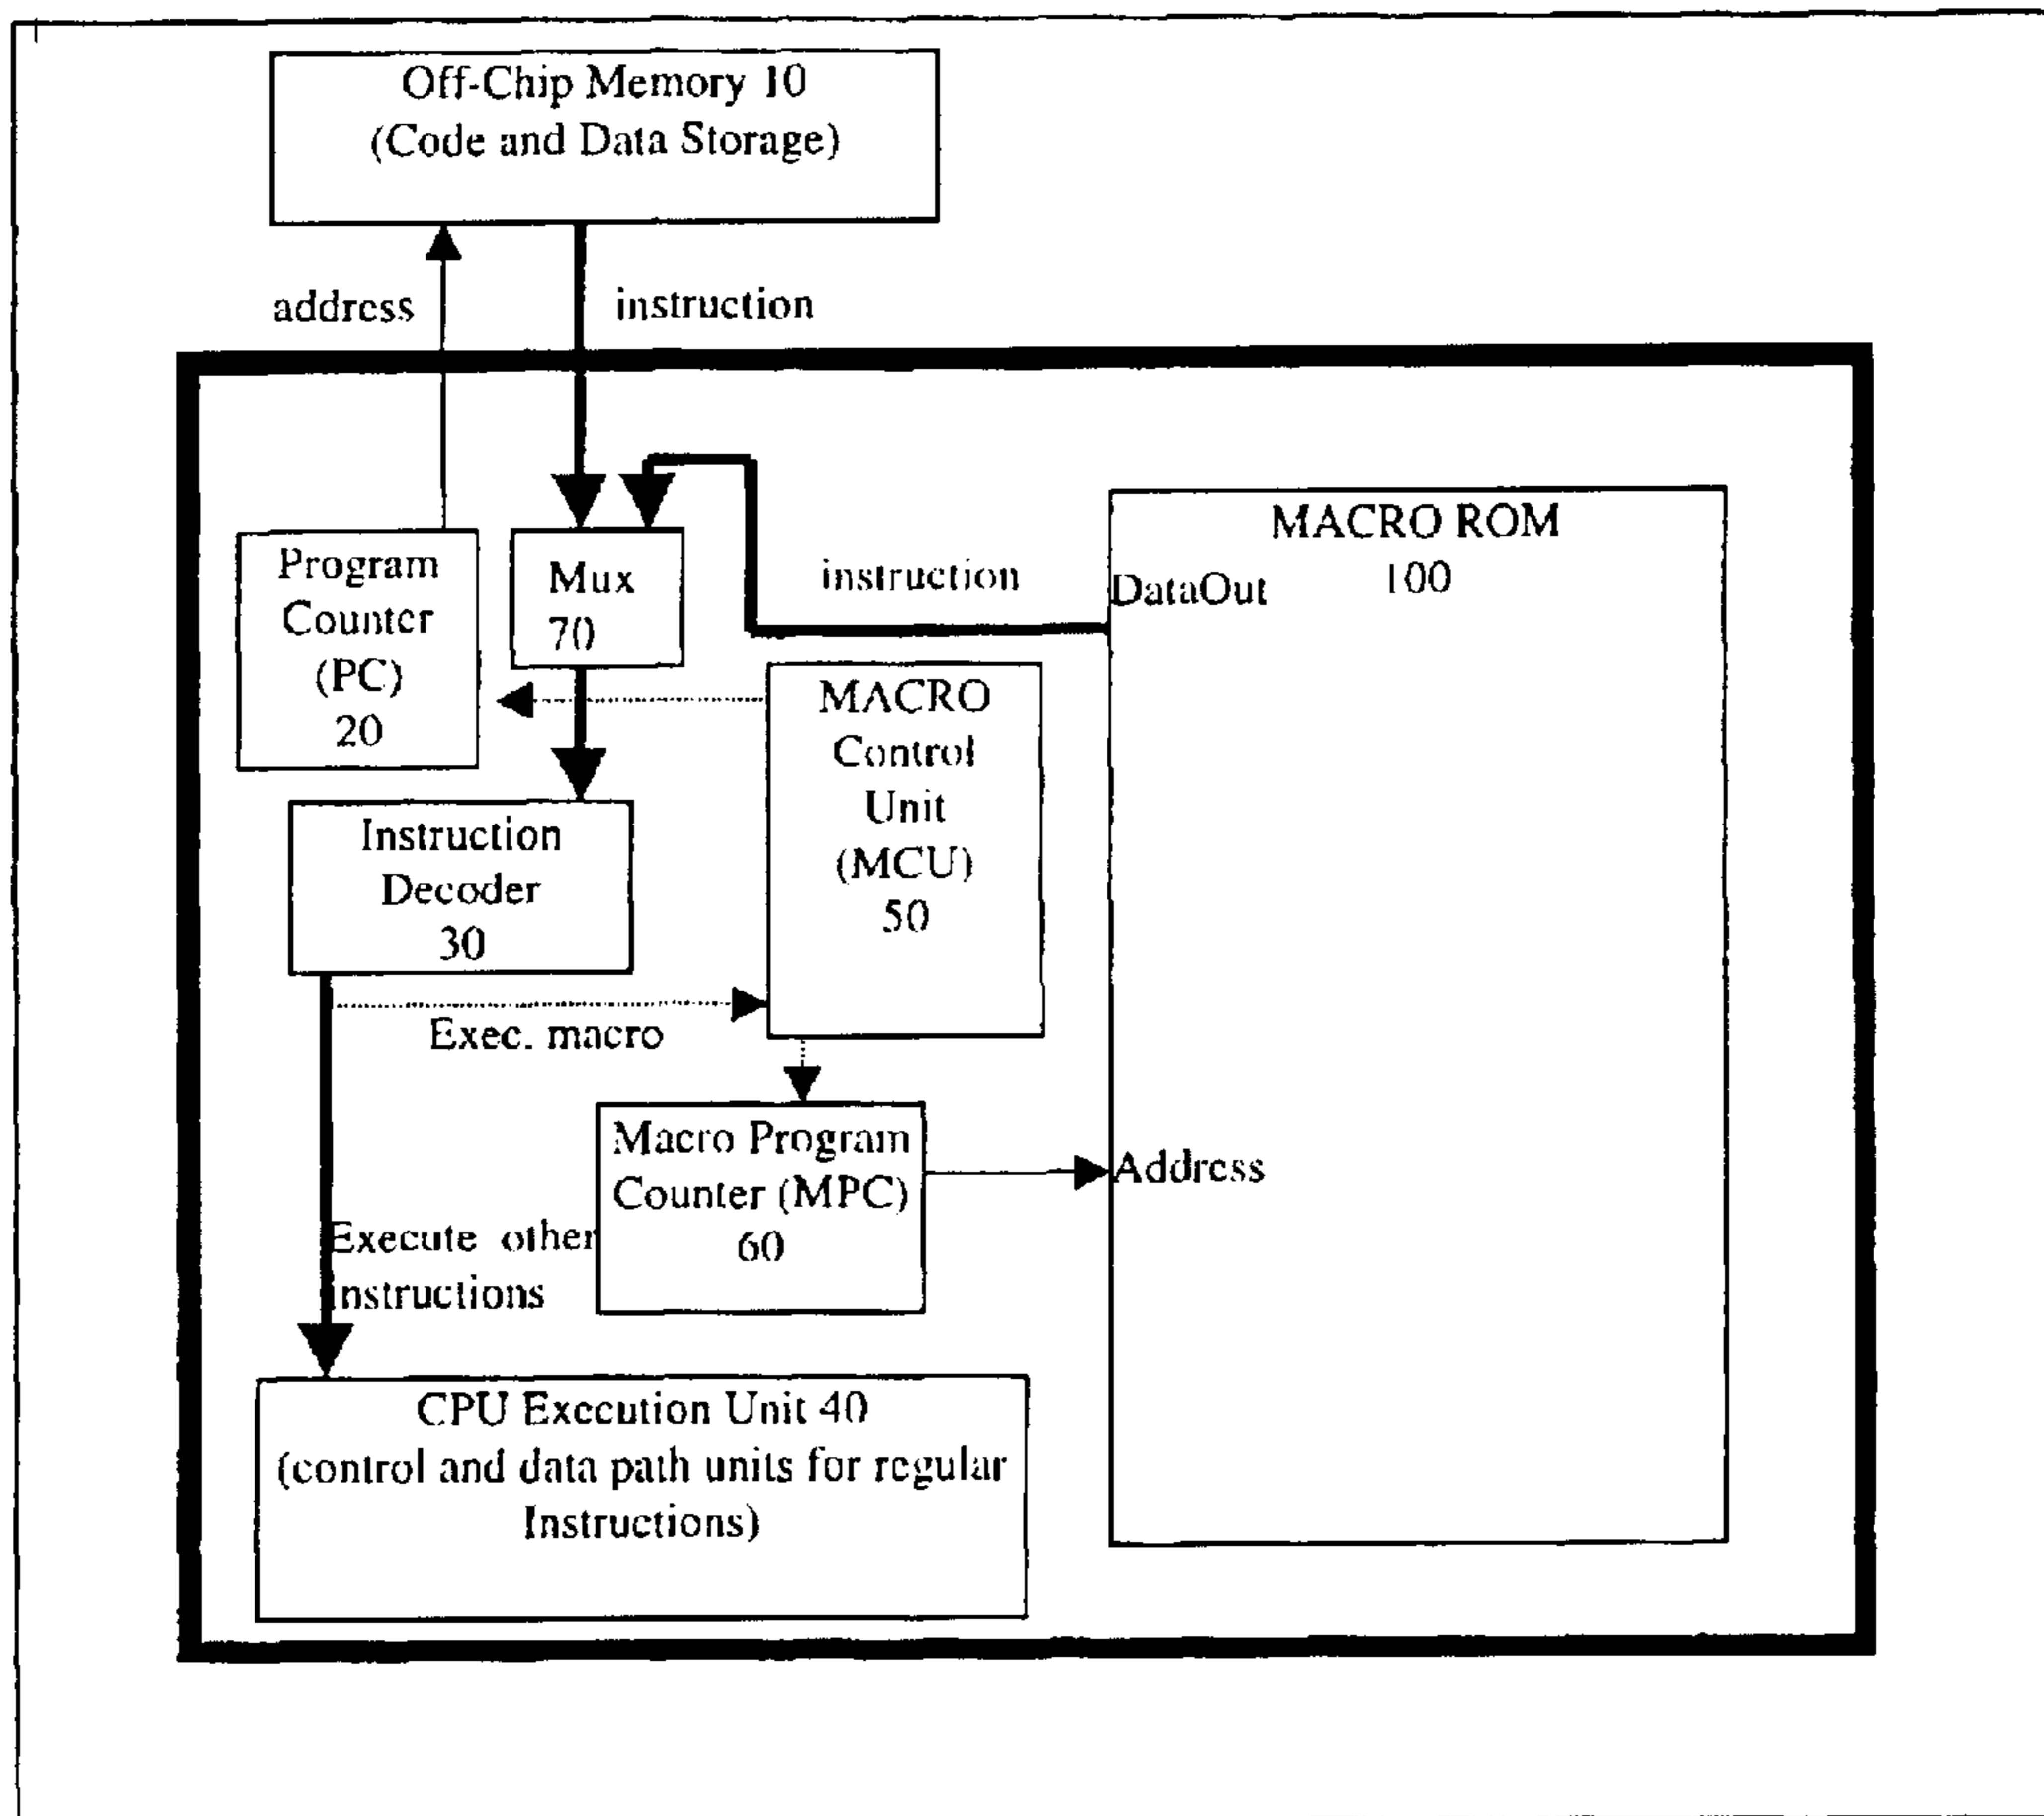 Off-Chip Memory 10
(Code and Data Storage)
address
instruction
Program
Counter
(PC)
20
Mux
70
instruction
MACRO ROM
100
DataOut
MACRO
Control
Unit
(MCU)
50
Instruction
Decoder
30
Exec. macro
Macro Program
Counter (MPC)
60
Address
Execute other
instructions
CPU Execution Unit 40
(control and data path units for regular
Instructions)